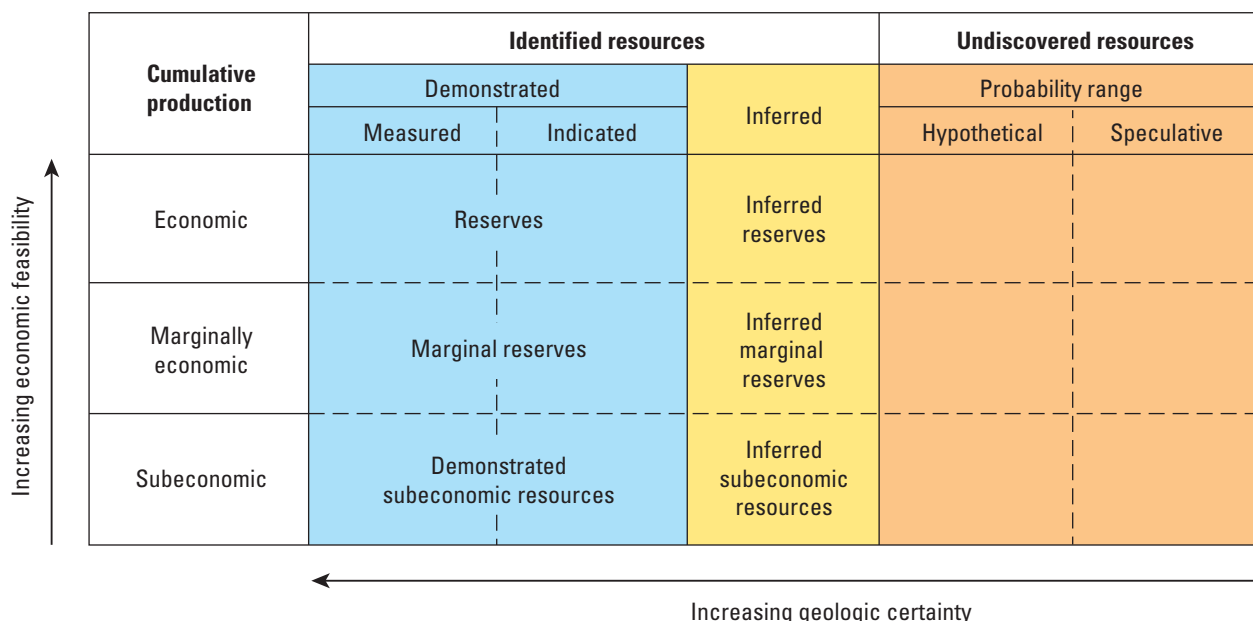 Cumulative
production
Identified resources
Undiscovered resources
Demonstrated
Inferred
Probability range
Measured
Indicated
Hypothetical
Speculative
Economic
Reserves
Inferred
reserves
Marginally
economic
Marginal reserves
Inferred
marginal
reserves
Subeconomic
Demonstrated
subeconomic resources
Inferred
subeconomic
resources
Increasing economic feasibility
Increasing geologic certainty